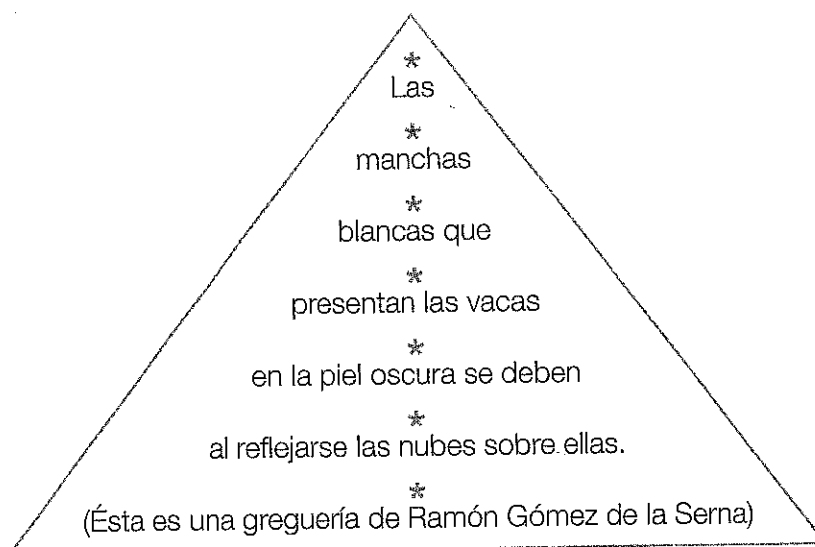 *
Las
*
manchas
*
blancas que
*
presentan las vacas
*
en la piel oscura se deben
*
al reflejarse las nubes sobre ellas.
*
(Ésta es una greguería de Ramón Gómez de la Serna)